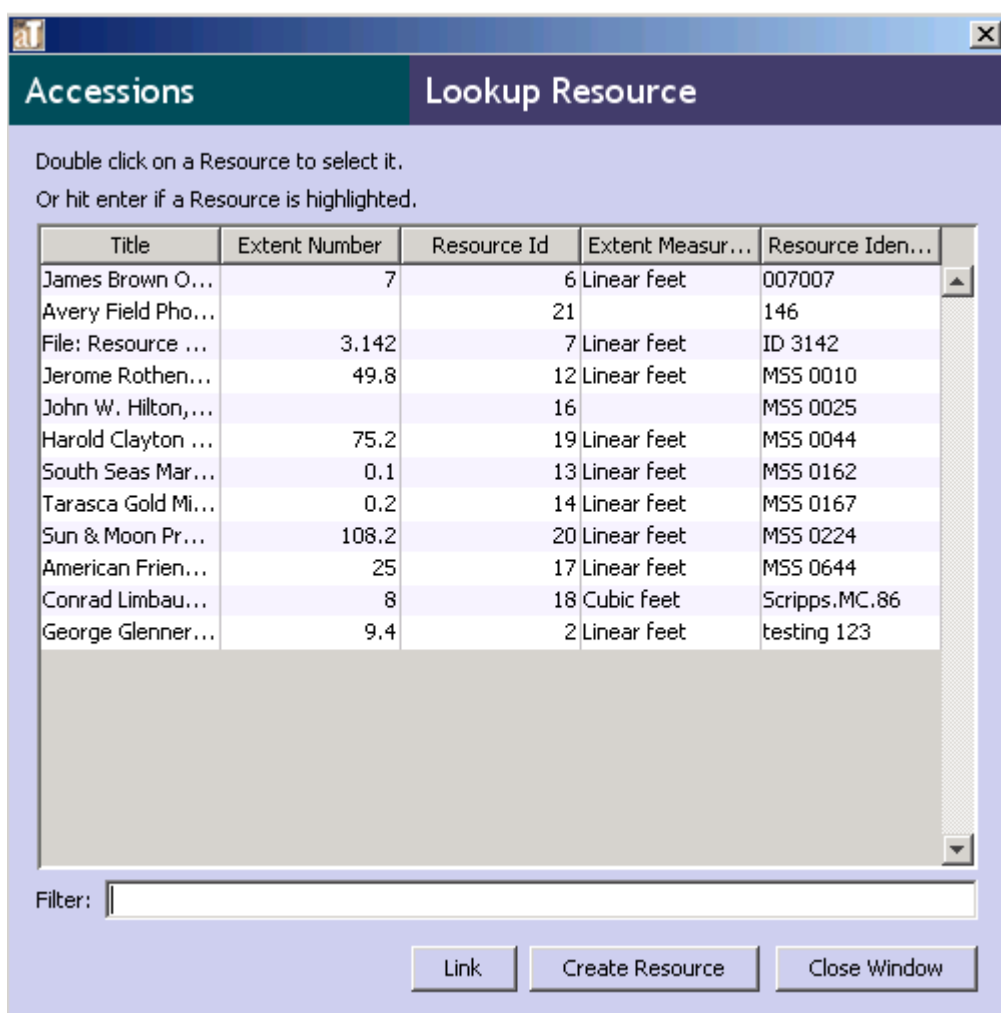 aT
Accessions Lookup Resource
Double click on a Resource to select it.
Or hit enter if a Resource is highlighted.
Title Extent Number Resource Id Extent Measur... Resource Iden...
James Brown O... 7 6 Linear feet 007007
Avery Field Pho... 21 146
File: Resource ... 3.142 7 Linear feet ID 3142
Jerome Rothen... 49.8 12 Linear feet MSS 0010
John W. Hilton,... 16 MSS 0025
Harold Clayton ... 75.2 19 Linear feet MSS 0044
South Seas Mar... 0.1 13 Linear feet MSS 0162
Tarasca Gold Mi... 0.2 14 Linear feet MSS 0167
Sun & Moon Pr... 108.2 20 Linear feet MSS 0224
American Frien... 25 17 Linear feet MSS 0644
Conrad Limbau... 8 18 Cubic feet Scripps.MC.86
George Glenner... 9.4 2 Linear feet testing 123
Filter:
Link Create Resource Close Window